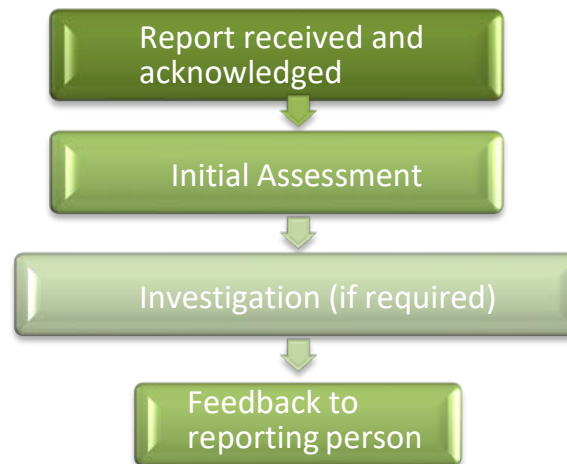 Report received and
acknowledged
Initial Assessment
Investigation (if required)
Feedback to
reporting person